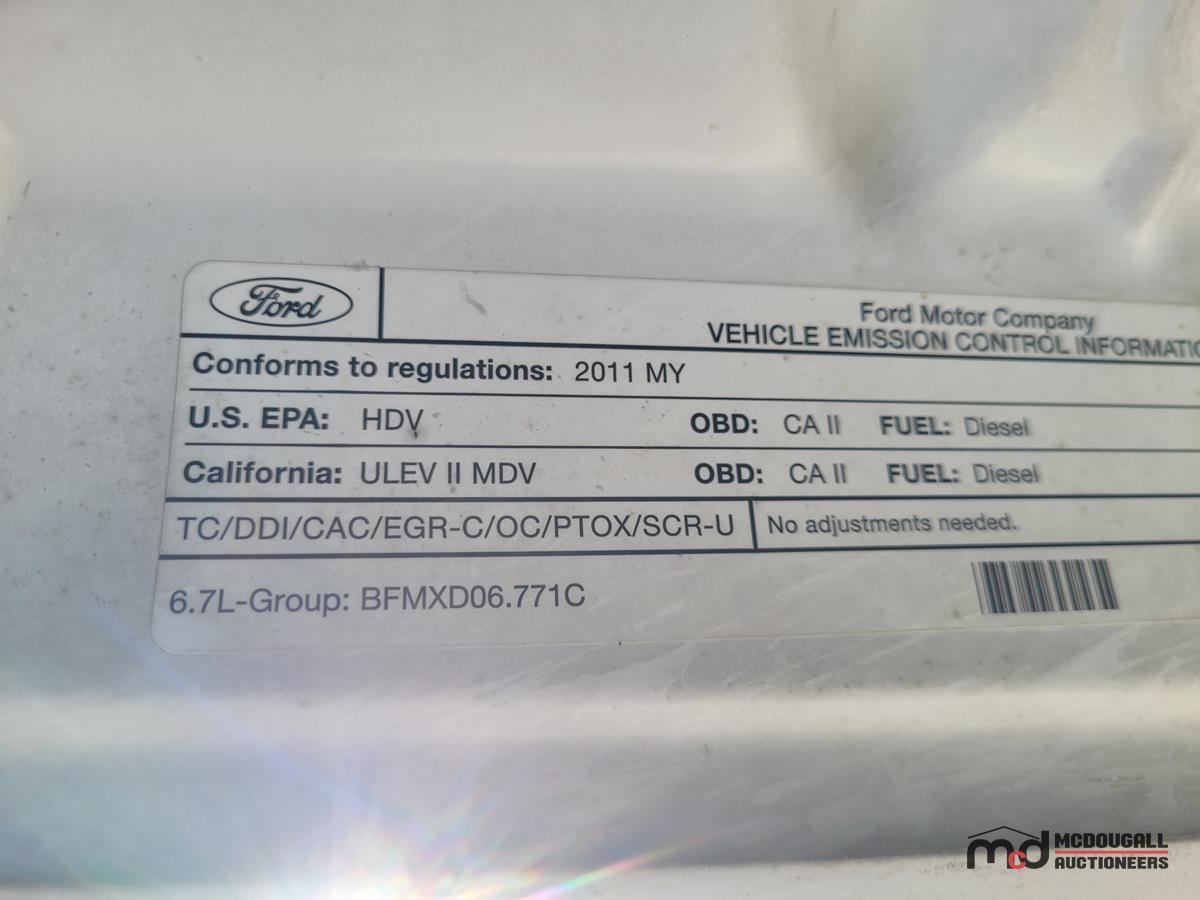 Ford
Ford Motor Company
VEHICLE EMISSION CONTROL
Conforms to regulations: 2011 MY
U.S. EPA: HDV OBD: CA II FUEL: Diesel
California: ULEV II MDV OBD: CA II FUEL: Diesel
TC/DDI/CAC/EGR-C/OC/PTOX/SCR-U No adjustments needed.
6.7L-Group: BFMXD06.771C
mcd MCDOUGALL
AUCTIONEERS